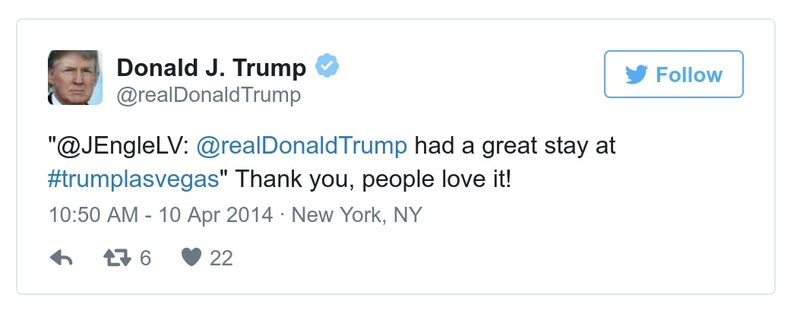 Donald J. Trump
@realDonaldTrump
Follow
"@JEngleLV: @realDonaldTrump had a great stay at
#trumplasvegas" Thank you, people love it!
10:50 AM - 10 Apr 2014 · New York, NY
6 22